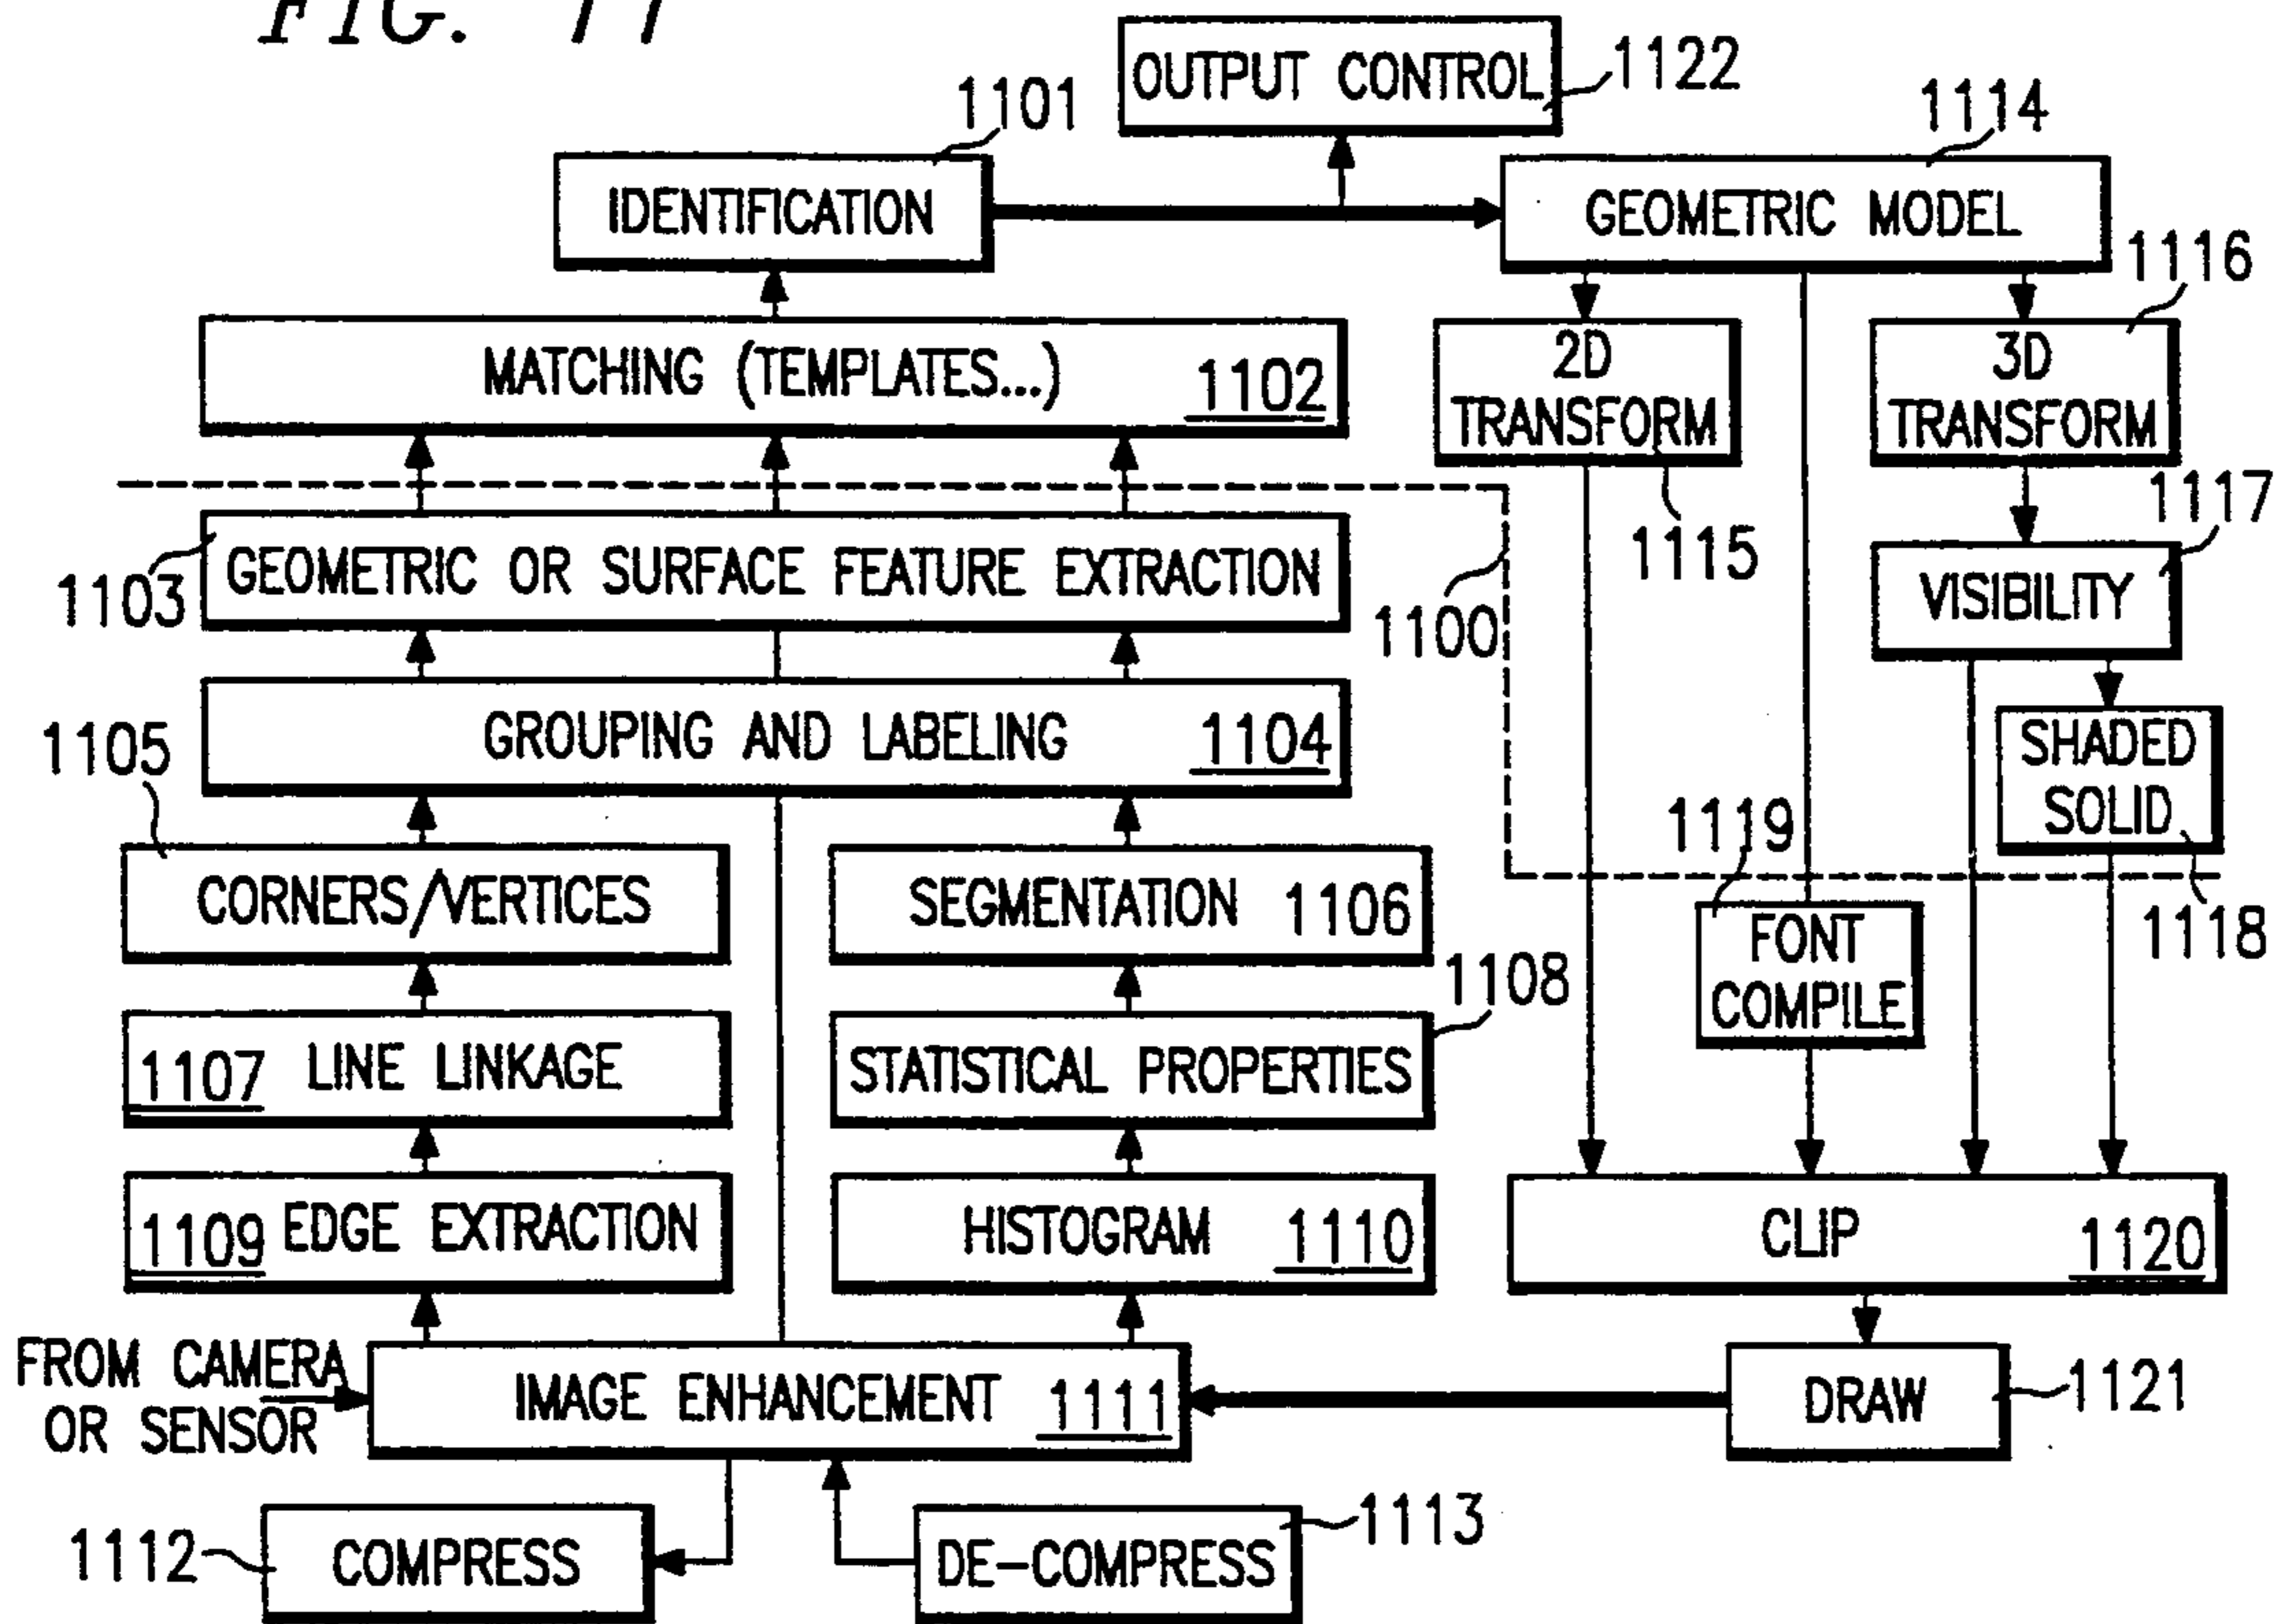 FIG. 11
OUTPUT CONTROL
1122
1101
1114
IDENTIFICATION
GEOMETRIC MODEL
1116
MATCHING (TEMPLATES...) 1102
2D
TRANSFORM
3D
TRANSFORM
1115
1117
1103
GEOMETRIC OR SURFACE FEATURE EXTRACTION
1100
VISIBILITY
GROUPING AND LABELING 1104
SHADED
SOLID
1105
1119
1118
CORNERS/VERTICES
SEGMENTATION 1106
FONT
COMPILE
1108
1107 LINE LINKAGE
STATISTICAL PROPERTIES
1109 EDGE EXTRACTION
HISTOGRAM 1110
CLIP 1120
FROM CAMERA
OR SENSOR
IMAGE ENHANCEMENT 1111
DRAW
1121
1112
COMPRESS
DE-COMPRESS
1113